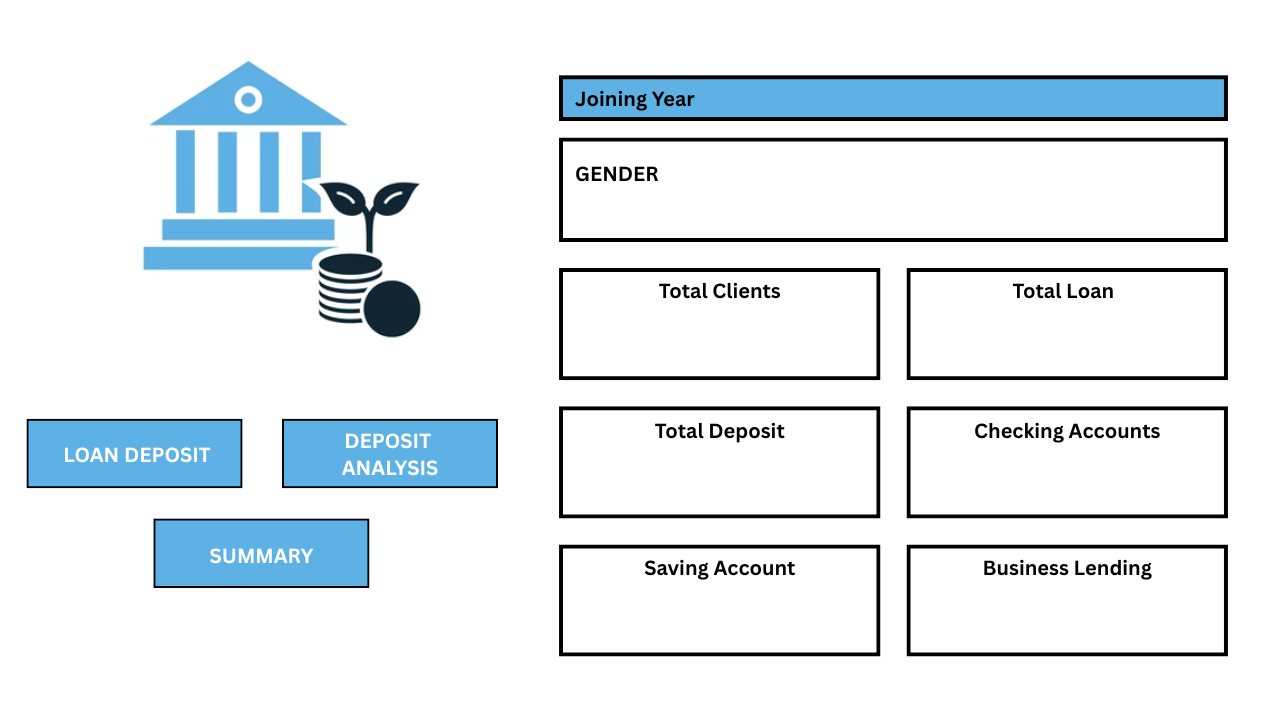 Joining Year
GENDER
Total Clients
Total Loan
LOAN DEPOSIT
DEPOSIT
ANALYSIS
Total Deposit
Checking Accounts
SUMMARY
Saving Account
Business Lending